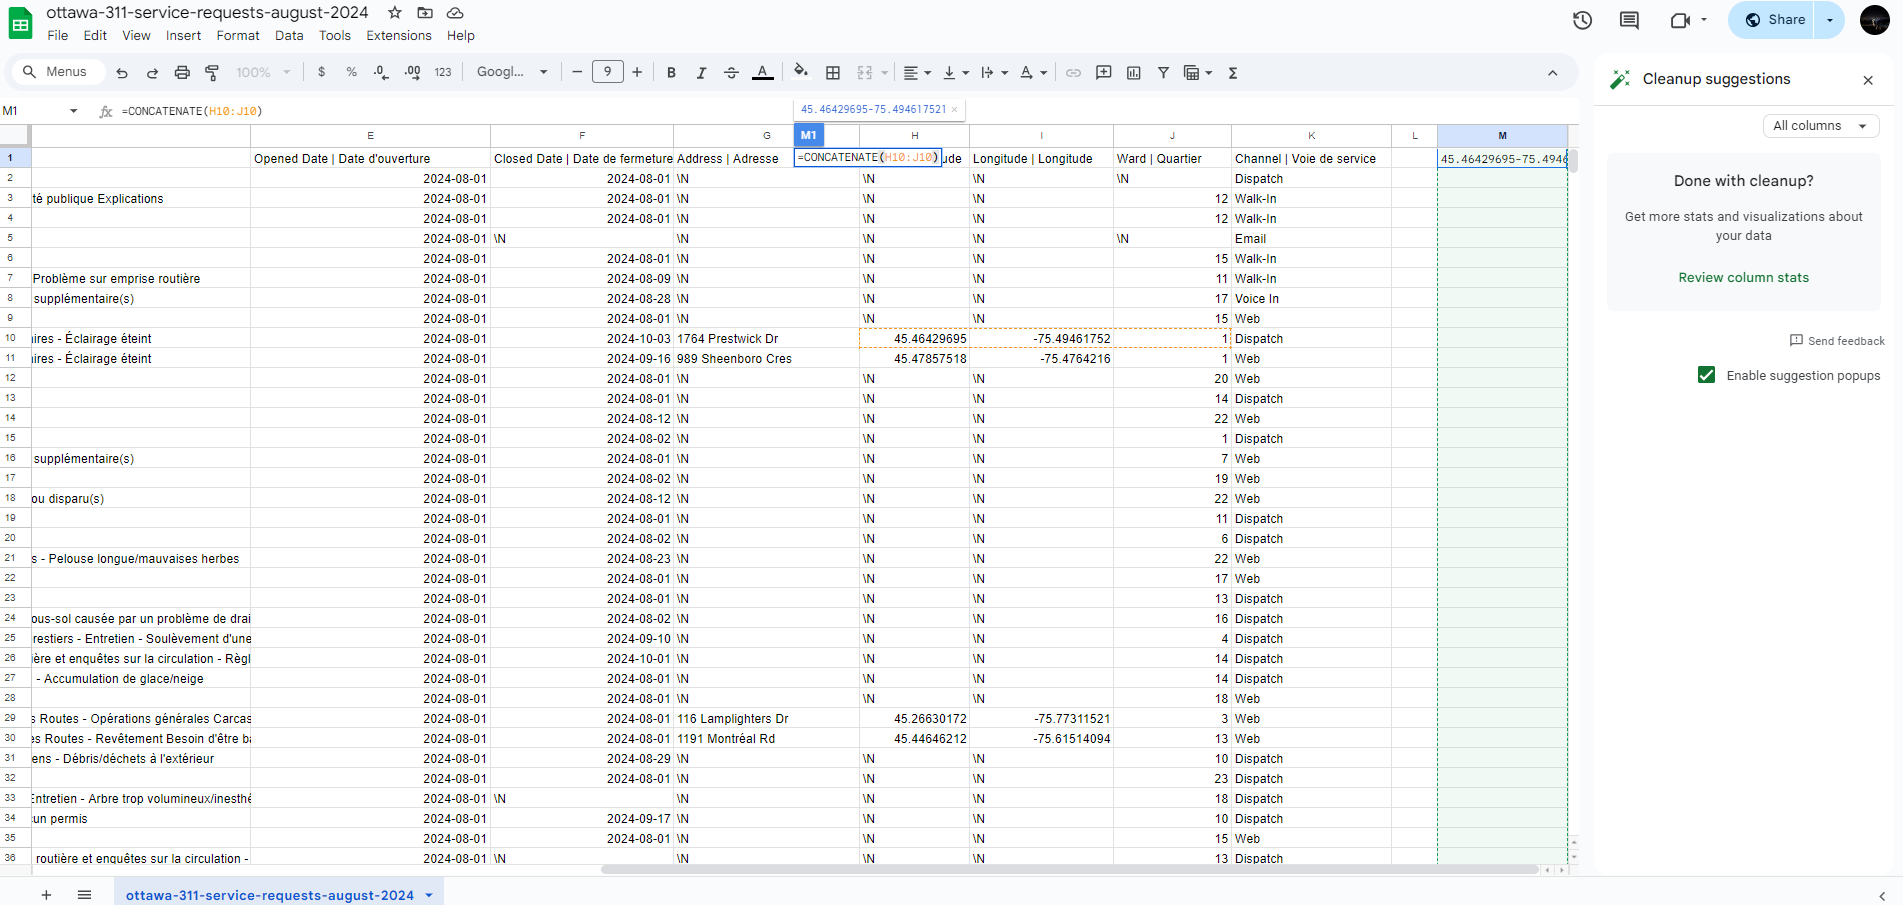 ottawa-311-service-requests-august-2024
File Edit View Insert Format Data Tools Extensions Help
Share
Menus 100% $ % .0 .00 123 Googl... − 9 + B I A Σ
M1 fx =CONCATENATE(H10:J10)
45.46429695-75.494617521 ×
M1
E F G H I J K L M
1 Opened Date | Date d'ouverture Closed Date | Date de fermeture Address | Adresse =CONCATENATE(H10:J10) ude Longitude | Longitude Ward | Quartier Channel | Voie de service 45.46429695-75.4946
2 2024-08-01 2024-08-01 \N \N \N \N Dispatch
3 té publique Explications 2024-08-01 2024-08-01 \N \N \N 12 Walk-In
4 2024-08-01 2024-08-01 \N \N \N 12 Walk-In
5 2024-08-01 \N \N \N \N \N Email
6 2024-08-01 2024-08-01 \N \N \N 15 Walk-In
7 Problème sur emprise routière 2024-08-01 2024-08-09 \N \N \N 11 Walk-In
8 supplémentaire(s) 2024-08-01 2024-08-28 \N \N \N 17 Voice In
9 2024-08-01 2024-08-01 \N \N \N 15 Web
10 ires - Éclairage éteint 2024-08-01 2024-10-03 1764 Prestwick Dr 45.46429695 -75.49461752 1 Dispatch
11 ires - Éclairage éteint 2024-08-01 2024-09-16 989 Sheenboro Cres 45.47857518 -75.4764216 1 Web
12 2024-08-01 2024-08-01 \N \N \N 20 Web
13 2024-08-01 2024-08-01 \N \N \N 14 Dispatch
14 2024-08-01 2024-08-12 \N \N \N 22 Web
15 2024-08-01 2024-08-02 \N \N \N 1 Dispatch
16 supplémentaire(s) 2024-08-01 2024-08-01 \N \N \N 7 Web
17 2024-08-01 2024-08-02 \N \N \N 19 Web
18 ou disparu(s) 2024-08-01 2024-08-12 \N \N \N 22 Web
19 2024-08-01 2024-08-01 \N \N \N 11 Dispatch
20 2024-08-01 2024-08-02 \N \N \N 6 Dispatch
21 s - Pelouse longue/mauvaises herbes 2024-08-01 2024-08-23 \N \N \N 22 Web
22 2024-08-01 2024-08-01 \N \N \N 17 Web
23 2024-08-01 2024-08-01 \N \N \N 13 Dispatch
24 ous-sol causée par un problème de drai 2024-08-01 2024-08-02 \N \N \N 16 Dispatch
25 restiers - Entretien - Soulèvement d'une 2024-08-01 2024-09-10 \N \N \N 4 Dispatch
26 ière et enquêtes sur la circulation - Règl 2024-08-01 2024-10-01 \N \N \N 14 Dispatch
27 - Accumulation de glace/neige 2024-08-01 2024-08-01 \N \N \N 14 Dispatch
28 2024-08-01 2024-08-01 \N \N \N 18 Web
29 s Routes - Opérations générales Carcas 2024-08-01 2024-08-01 116 Lamplighters Dr 45.26630172 -75.77311521 3 Web
30 es Routes - Revêtement Besoin d'être ba 2024-08-01 2024-08-01 1191 Montréal Rd 45.44646212 -75.61514094 13 Web
31 ens - Débris/déchets à l'extérieur 2024-08-01 2024-08-29 \N \N \N 10 Dispatch
32 2024-08-01 2024-08-01 \N \N \N 23 Dispatch
33 Entretien - Arbre trop volumineux/inesthé 2024-08-01 \N \N \N \N 18 Dispatch
34 cun permis 2024-08-01 2024-09-17 \N \N \N 10 Dispatch
35 2024-08-01 2024-08-01 \N \N \N 15 Web
36 routière et enquêtes sur la circulation - 2024-08-01 \N \N \N \N 13 Dispatch
ottawa-311-service-requests-august-2024
Cleanup suggestions
All columns
Done with cleanup?
Get more stats and visualizations about
your data
Review column stats
Send feedback
Enable suggestion popups